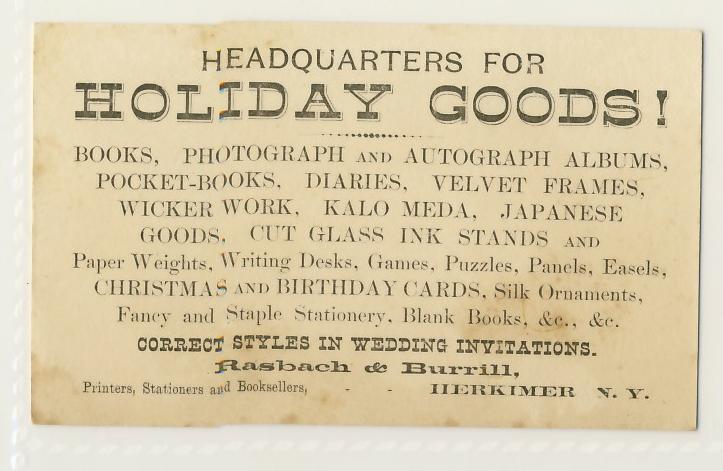 HEADQUARTERS FOR
HOLIDAY GOODS!
BOOKS, PHOTOGRAPH AND AUTOGRAPH ALBUMS,
POCKET-BOOKS, DIARIES, VELVET FRAMES,
WICKER WORK, KALO MEDA, JAPANESE
GOODS, CUT GLASS INK STANDS AND
Paper Weights, Writing Desks, Games, Puzzles, Panels, Easels,
CHRISTMAS AND BIRTHDAY CARDS, Silk Ornaments,
Fancy and Staple Stationery, Blank Books, &c., &c.
CORRECT STYLES IN WEDDING INVITATIONS.
Rasbach & Burrill,
Printers, Stationers and Booksellers, - - HERKIMER N. Y.